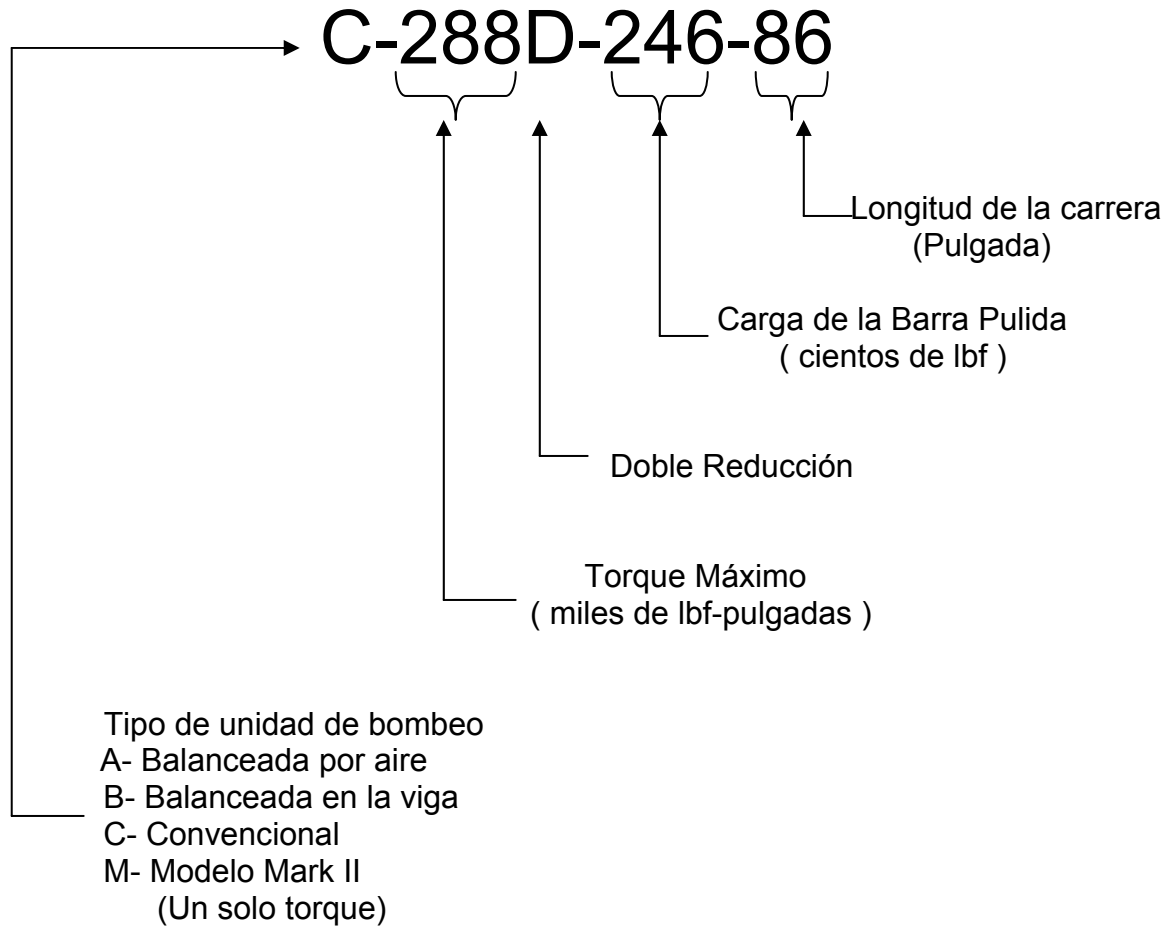 C-288D-246-86
Longitud de la carrera
(Pulgada)
Carga de la Barra Pulida
( cientos de lbf )
Doble Reducción
Torque Máximo
( miles de lbf-pulgadas )
Tipo de unidad de bombeo
A- Balanceada por aire
B- Balanceada en la viga
C- Convencional
M- Modelo Mark II
(Un solo torque)